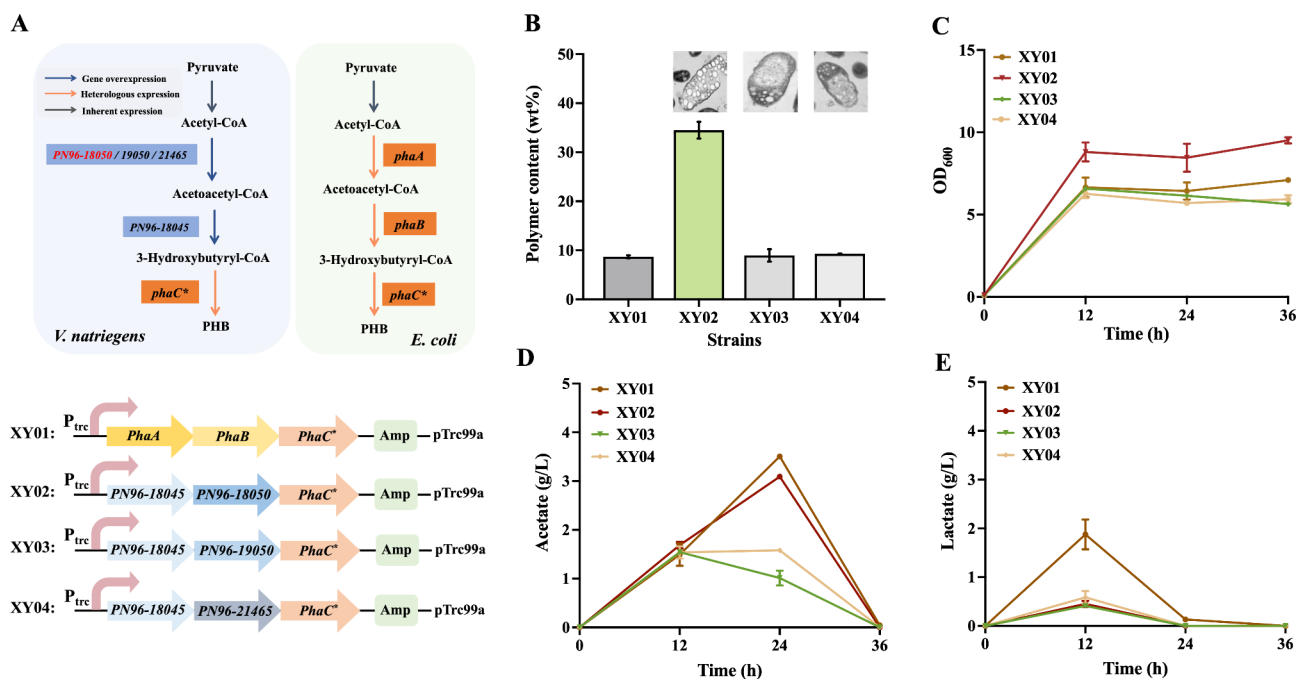 A
Gene overexpression
Heterologous expression
Inherent expression
Pyruvate
Acetyl-CoA
PN96-18050 / 19050 / 21465
Acetoacetyl-CoA
PN96-18045
3-Hydroxybutyryl-CoA
phaC*
PHB
V. natriegens
Pyruvate
Acetyl-CoA
phaA
Acetoacetyl-CoA
phaB
3-Hydroxybutyryl-CoA
phaC*
PHB
E. coli
XY01: Ptrc PhaA PhaB PhaC* Amp pTrc99a
XY02: Ptrc PN96-18045 PN96-18050 PhaC* Amp pTrc99a
XY03: Ptrc PN96-18045 PN96-19050 PhaC* Amp pTrc99a
XY04: Ptrc PN96-18045 PN96-21465 PhaC* Amp pTrc99a
B
Polymer content (wt%)
50
40
30
20
10
0
XY01 XY02 XY03 XY04
Strains
C
XY01
XY02
XY03
XY04
OD600
15
10
5
0
0 12 24 36
Time (h)
D
XY01
XY02
XY03
XY04
Acetate (g/L)
5
4
3
2
1
0
0 12 24 36
Time (h)
E
XY01
XY02
XY03
XY04
Lactate (g/L)
5
4
3
2
1
0
0 12 24 36
Time (h)